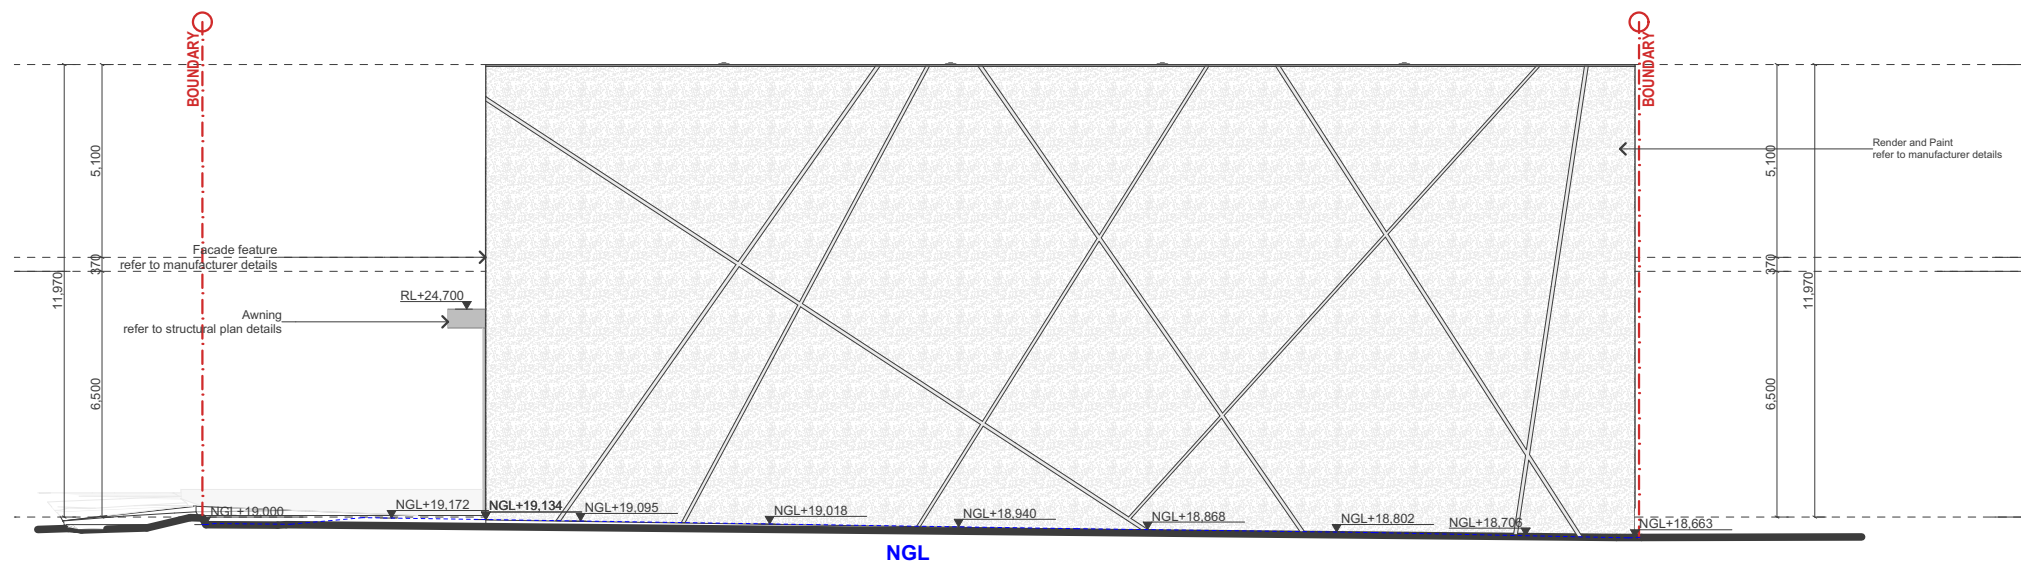 BOUNDARY
BOUNDARY
5,100
370
11,970
6,500
Facade feature
refer to manufacturer details
RL+24,700
Awning
refer to structural plan details
Render and Paint
refer to manufacturer details
5,100
370
11,970
6,500
NGL+19,000
NGL+19,172
NGL+19,134
NGL+19,095
NGL+19,018
NGL+18,940
NGL+18,868
NGL+18,802
NGL+18,706
NGL+18,663
NGL